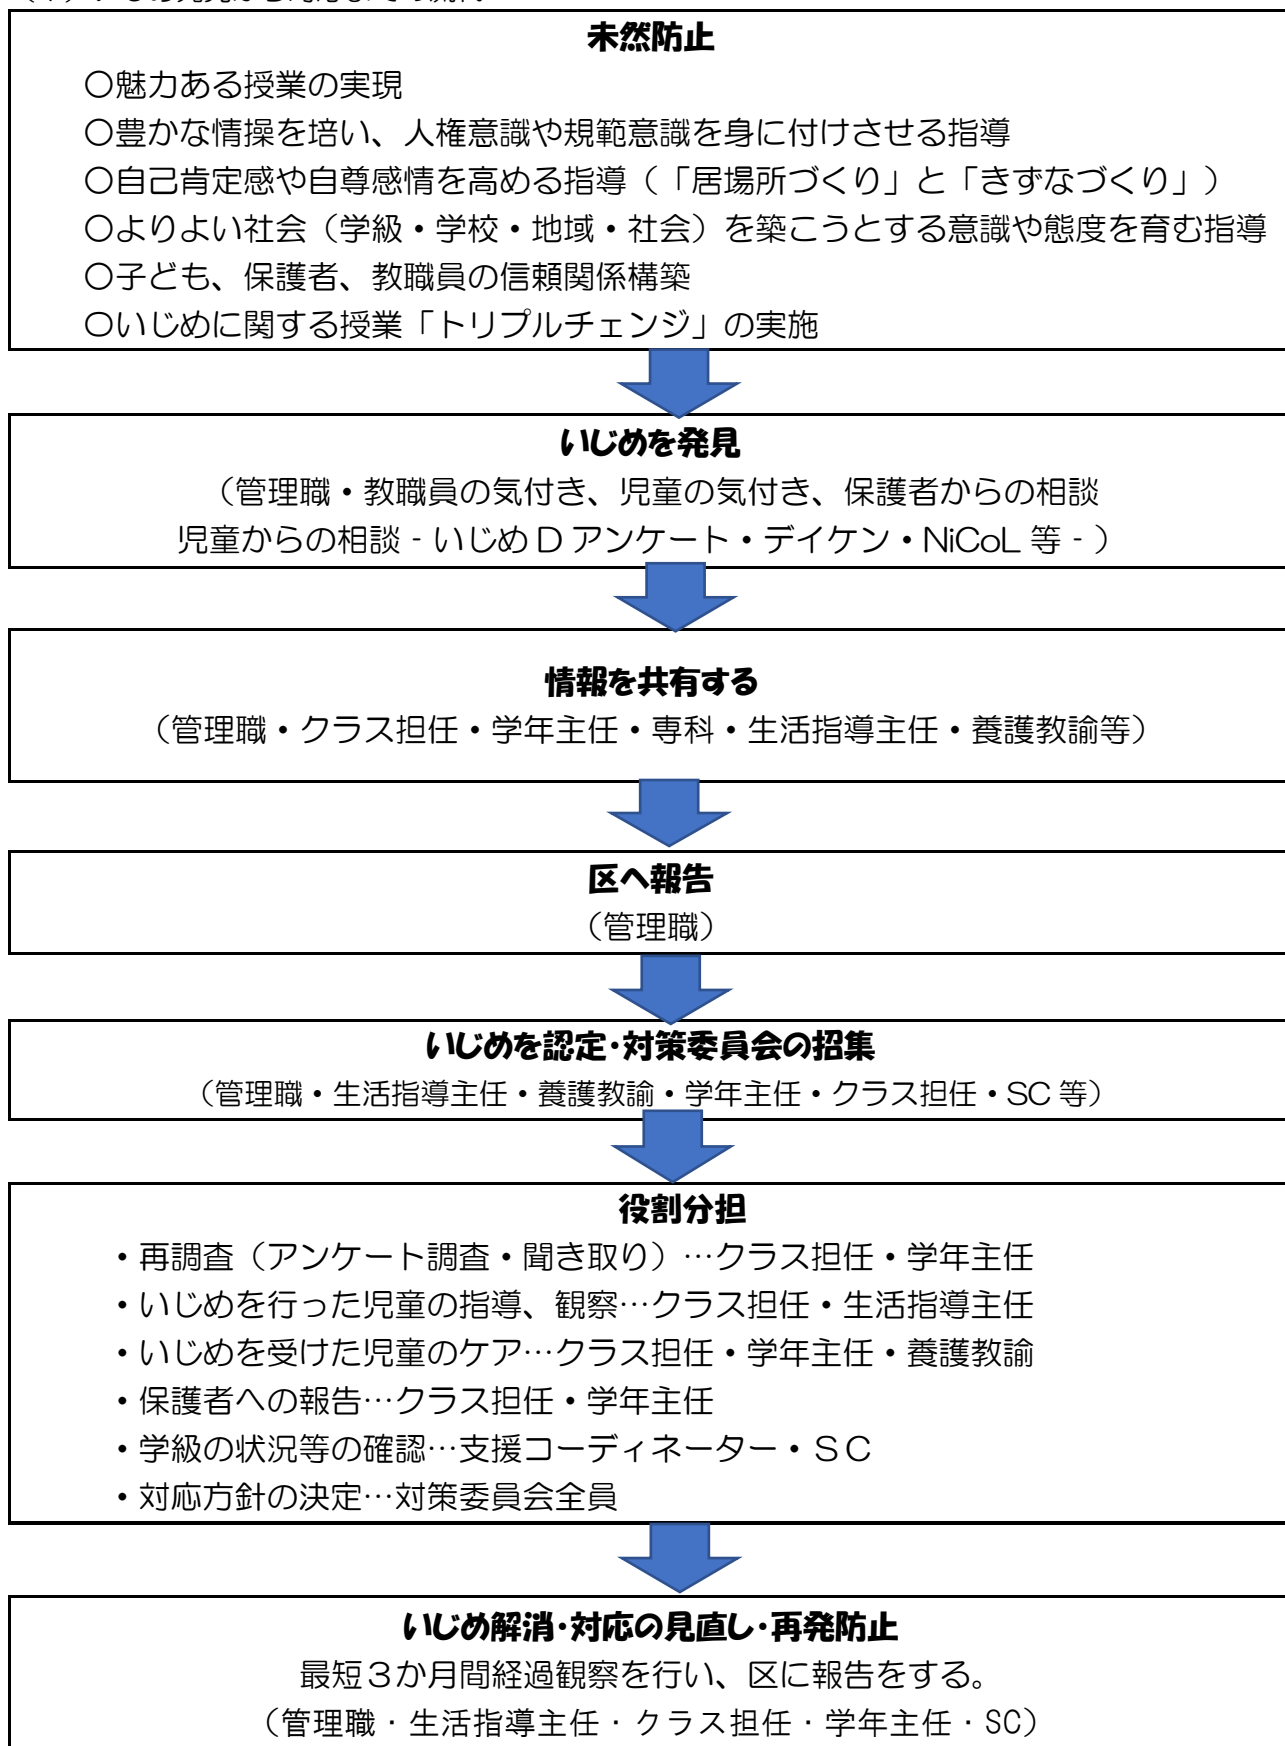 未然防止
〇魅力ある授業の実現
〇豊かな情操を培い、人権意識や規範意識を身に付けさせる指導
〇自己肯定感や自尊感情を高める指導（「居場所づくり」と「きずなづくり」）
〇よりよい社会（学級・学校・地域・社会）を築こうとする意識や態度を育む指導
〇子ども、保護者、教職員の信頼関係構築
〇いじめに関する授業「トリプルチェンジ」の実施
いじめを発見
（管理職・教職員の気付き、児童の気付き、保護者からの相談
児童からの相談‐いじめDアンケート・デイケン・NiCoL等‐）
情報を共有する
（管理職・クラス担任・学年主任・専科・生活指導主任・養護教諭等）
区へ報告
（管理職）
いじめを認定・対策委員会の招集
（管理職・生活指導主任・養護教諭・学年主任・クラス担任・SC等）
役割分担
・再調査（アンケート調査・聞き取り）…クラス担任・学年主任
・いじめを行った児童の指導、観察…クラス担任・生活指導主任
・いじめを受けた児童のケア…クラス担任・学年主任・養護教諭
・保護者への報告…クラス担任・学年主任
・学級の状況等の確認…支援コーディネーター・ＳＣ
・対応方針の決定…対策委員会全員
いじめ解消・対応の見直し・再発防止
最短３か月間経過観察を行い、区に報告をする。
（管理職・生活指導主任・クラス担任・学年主任・SC）